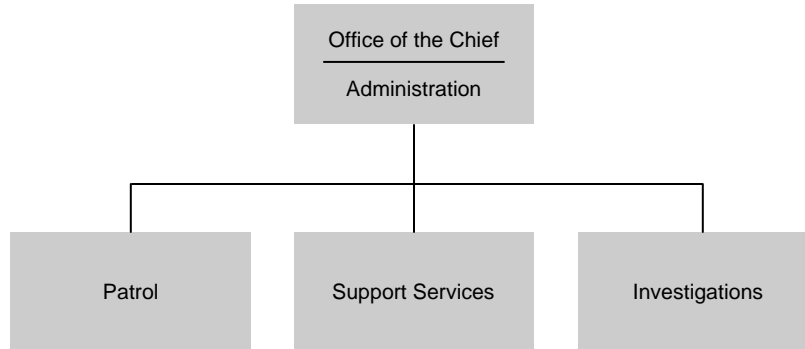 Office of the Chief
Administration
Patrol
Support Services
Investigations